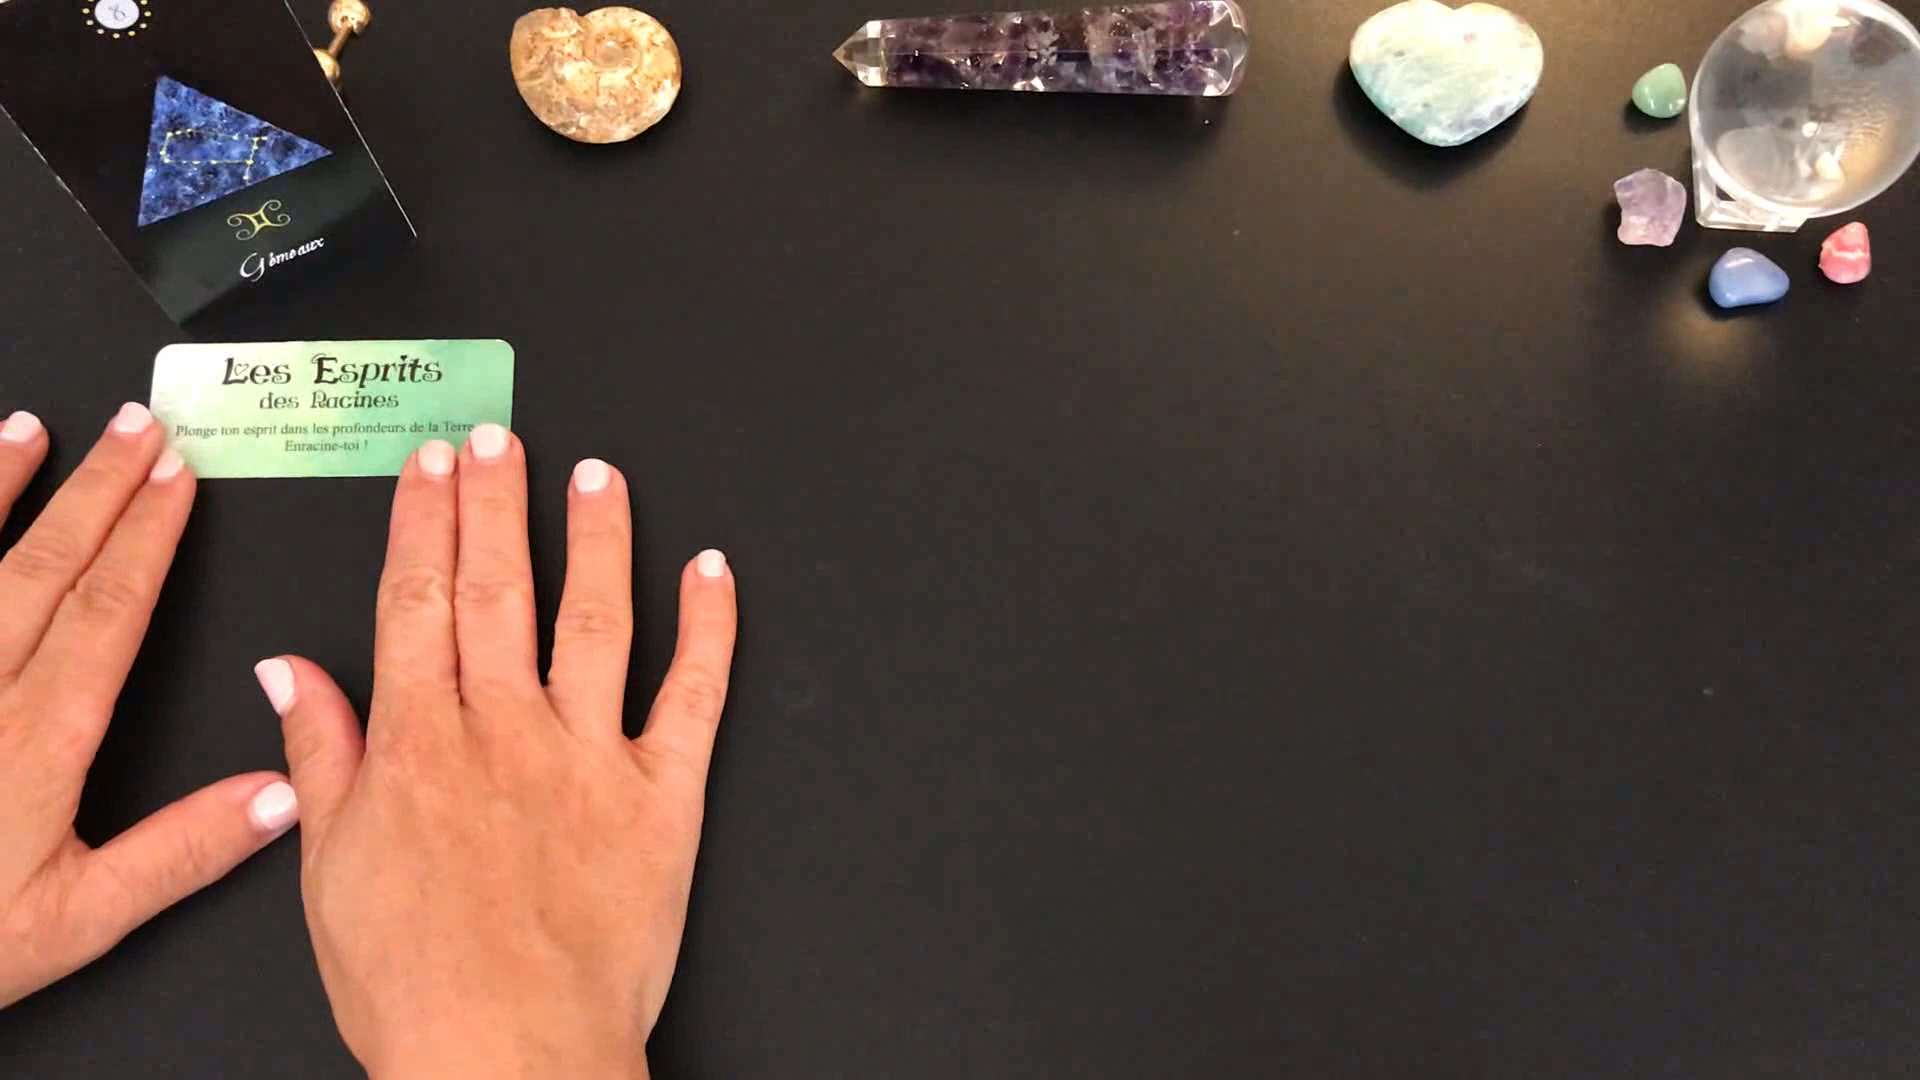 Gémeaux
Les Esprits
des Racines
Plonge ton esprit dans les profondeurs de la Terre
Enracine-toi !